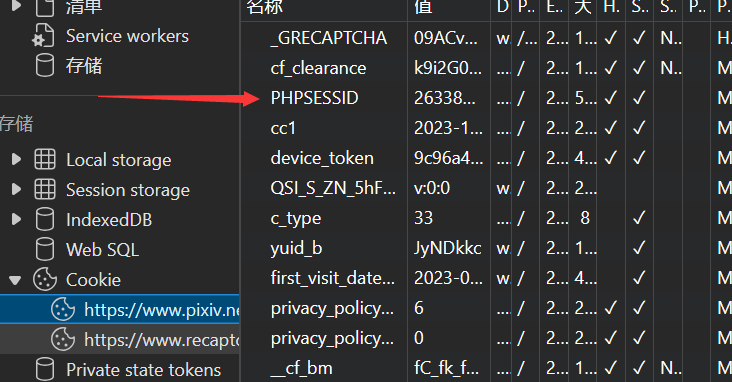 清单
Service workers
存储
存储
Local storage
Session storage
IndexedDB
Web SQL
Cookie
https://www.pixiv.ne
https://www.recaptc
Private state tokens
名称 值 D P... E... 大 H S... S... P... P
_GRECAPTCHA 09ACv... w. /... 2... 1... ✓ ✓ N... H
cf_clearance k9i2G0... .... / 2... 1... ✓ ✓ N... M
PHPSESSID 26338... .... / 2... 5... ✓ ✓ M
cc1 2023-1... .... / 2... 2... ✓ ✓ M
device_token 9c96a4... .... / 2... 4... ✓ ✓ M
QSI_S_ZN_5hF... v:0:0 w. / 2... 2... M
c_type 33 .... / 2... 8 ✓ M
yuid_b JyNDkkc .... / 2... 1... ✓ M
first_visit_date... 2023-0... w. / 2... 4... ✓ M
privacy_policy... 6 .... / 2... 2... ✓ ✓ M
privacy_policy... 0 .... / 2... 2... ✓ M
__cf_bm fC_fk_f... .... / 2... 1... ✓ ✓ N... M